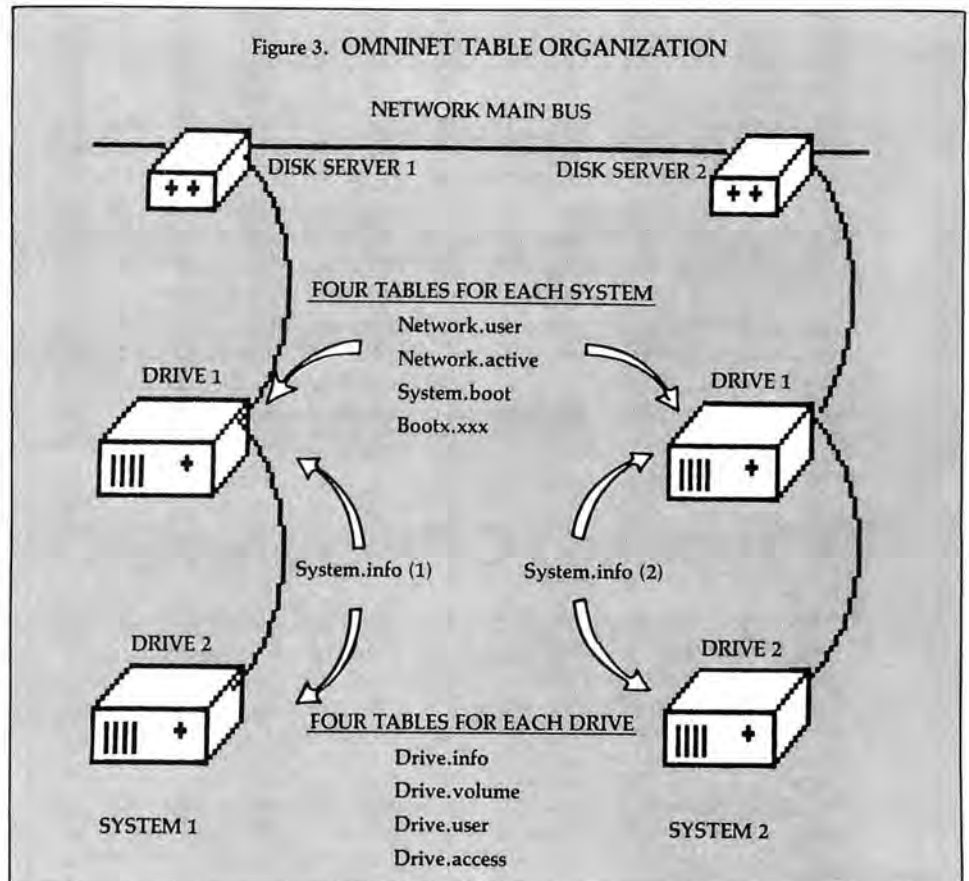 Figure 3. OMNINET TABLE ORGANIZATION
NETWORK MAIN BUS
DISK SERVER 1
DISK SERVER 2
FOUR TABLES FOR EACH SYSTEM
Network.user
Network.active
System.boot
Bootx.xxx
DRIVE 1
DRIVE 1
System.info (1)
System.info (2)
DRIVE 2
DRIVE 2
FOUR TABLES FOR EACH DRIVE
Drive.info
Drive.volume
Drive.user
Drive.access
SYSTEM 1
SYSTEM 2